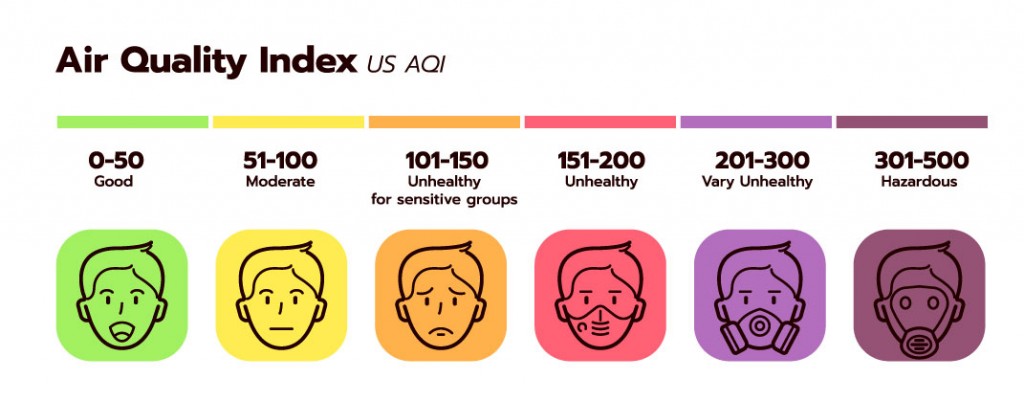 Air Quality Index US AQI
0-50 51-100 101-150 151-200 201-300 301-500
Good Moderate Unhealthy Unhealthy Vary Unhealthy Hazardous
for sensitive groups